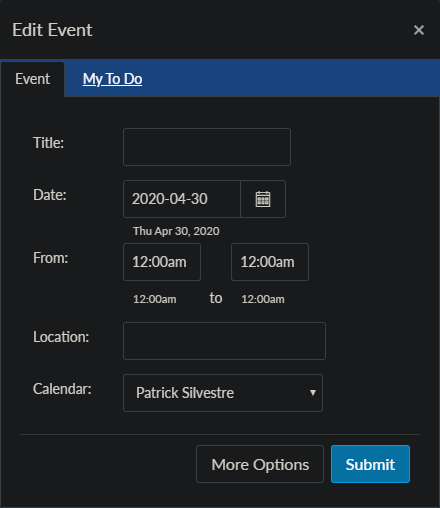 Edit Event ×
Event My To Do
Title:
Date: 2020-04-30
Thu Apr 30, 2020
From: 12:00am 12:00am
12:00am to 12:00am
Location:
Calendar: Patrick Silvestre
More Options Submit